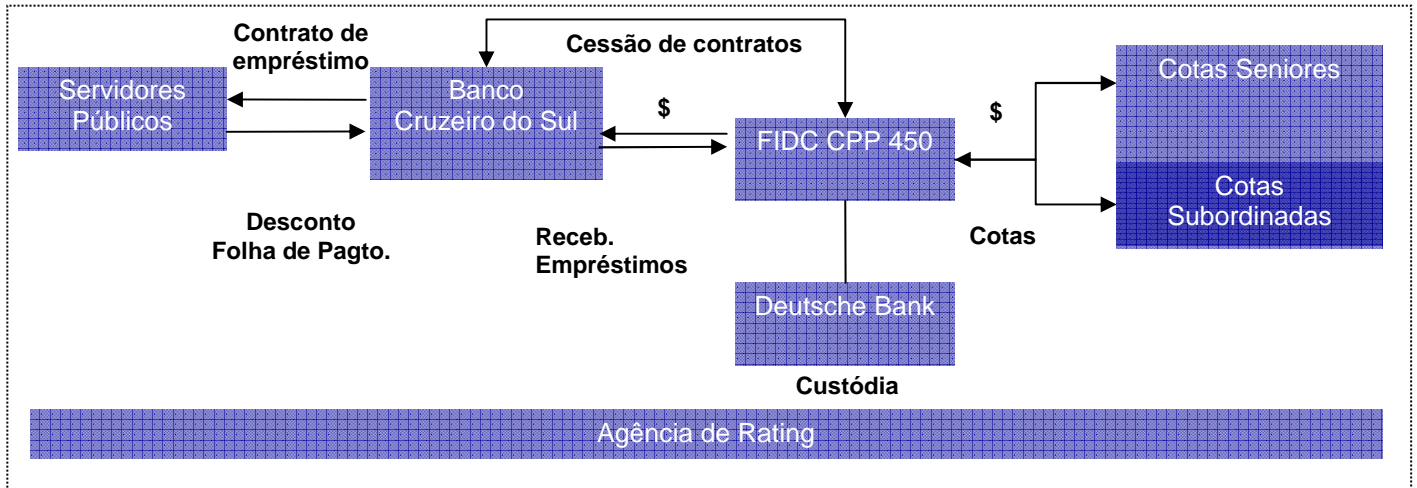 Contrato de
empréstimo
Cessão de contratos
Servidores
Públicos
Banco
Cruzeiro do Sul
$
FIDC CPP 450
$
Cotas Seniores
Cotas
Subordinadas
Desconto
Folha de Pagto.
Receb.
Empréstimos
Cotas
Deutsche Bank
Custódia
Agência de Rating